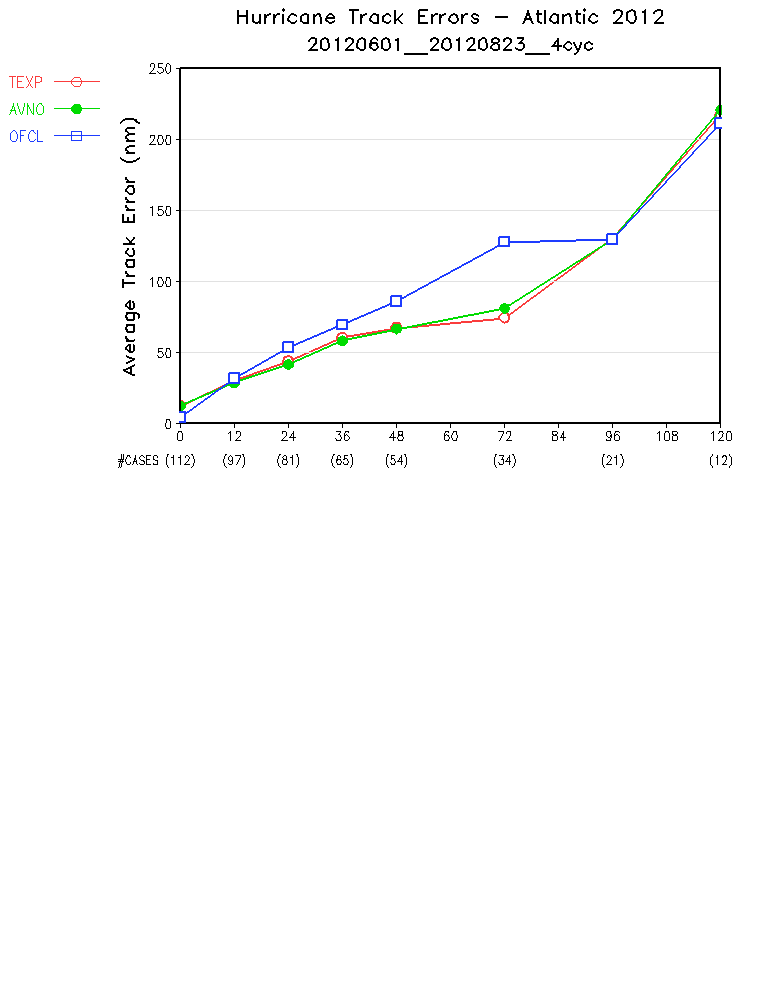 Hurricane Track Errors - Atlantic 2012
20120601__20120823__4cyc
TEXP
AVNO
OFCL
Average Track Error (nm)
250
200
150
100
50
0
0 12 24 36 48 60 72 84 96 108 120
#CASES (112) (97) (81) (65) (54) (34) (21) (12)